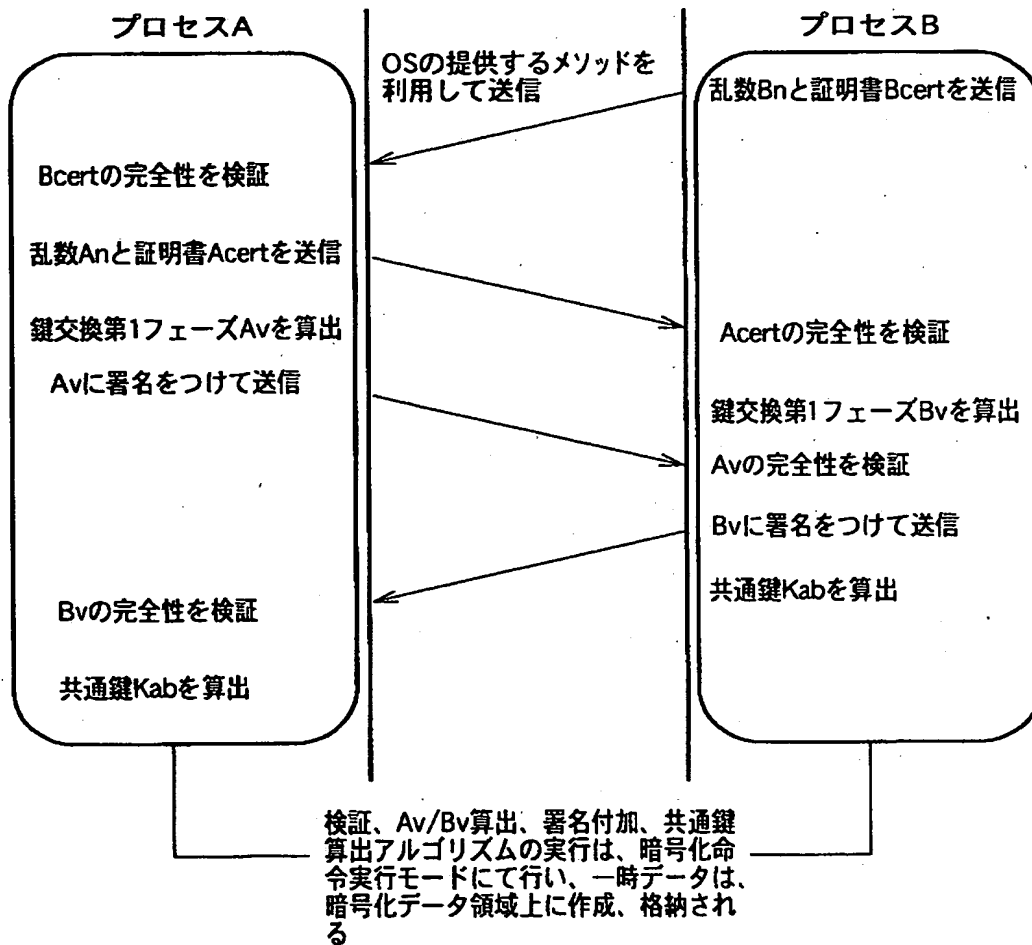 プロセスA
プロセスB
OSの提供するメソッドを
利用して送信
乱数Bnと証明書Bcertを送信
Bcertの完全性を検証
乱数Anと証明書Acertを送信
鍵交換第1フェーズAvを算出
Acertの完全性を検証
Avに署名をつけて送信
鍵交換第1フェーズBvを算出
Avの完全性を検証
Bvに署名をつけて送信
共通鍵Kabを算出
Bvの完全性を検証
共通鍵Kabを算出
検証、Av/Bv算出、署名付加、共通鍵
算出アルゴリズムの実行は、暗号化命
令実行モードにて行い、一時データは、
暗号化データ領域上に作成、格納され
る